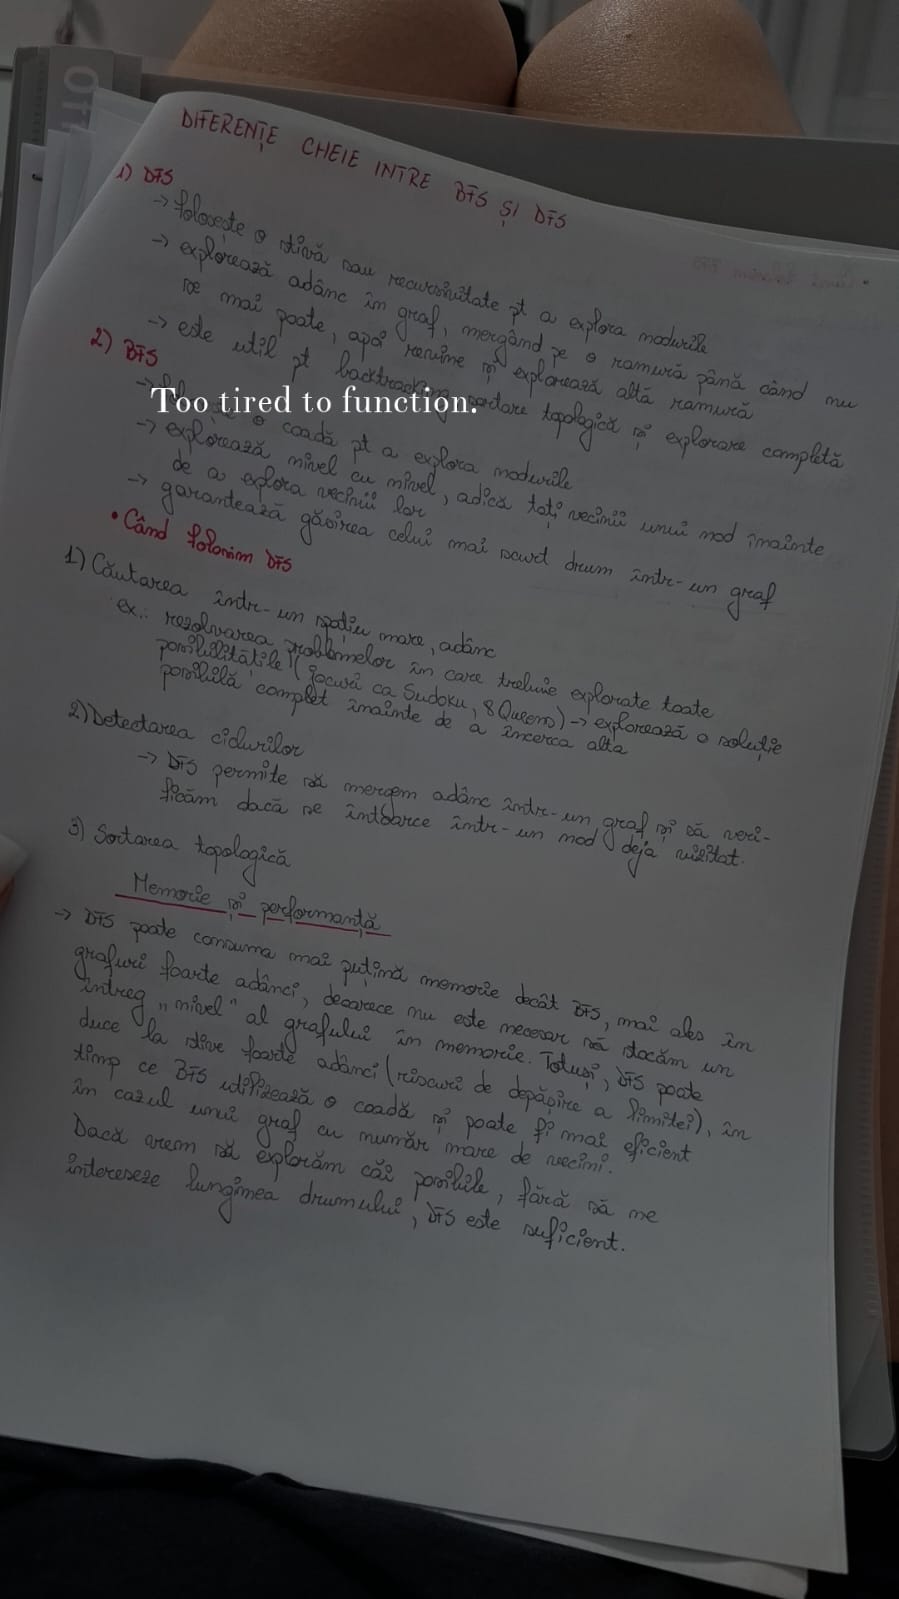 DIFERENȚE CHEIE INTRE BFS ȘI DFS
1) DFS
→ folosește o stivă sau recursivitate pt a explora nodurile
→ explorează adânc în graf, mergând pe o ramură până când nu
se mai poate, apoi revine și explorează altă ramură
→ este util pt backtracking, sortare topologică și explorare completă
2) BFS
Too tired to function.
→ o coadă pt a explora nodurile
→ explorează nivel cu nivel, adică toți vecinii unui nod înainte
de a explora vecinii lor
→ garantează găsirea celui mai scurt drum într-un graf
• Când folosim DFS
1) Căutarea într-un spațiu mare, adânc
ex.: rezolvarea problemelor în care trebuie explorate toate
posibilitățile (jocuri ca Sudoku, 8 Queens) → explorează o soluție
posibilă complet înainte de a încerca alta
2) Detectarea ciclurilor
→ DFS permite să mergem adânc într-un graf și să veri-
ficăm dacă se întoarce într-un nod deja vizitat.
3) Sortarea topologică
Memorie și performanță
→ DFS poate consuma mai puțină memorie decât BFS, mai ales în
grafuri foarte adânci, deoarece nu este necesar să stocăm un
întreg „nivel" al grafului în memorie. Totuși, DFS poate
duce la stive foarte adânci (riscuri de depășire a limitei), în
timp ce BFS utilizează o coadă și poate fi mai eficient
în cazul unui graf cu număr mare de vecini.
Dacă vrem să explorăm căi posibile, fără să ne
intereseze lungimea drumului, DFS este suficient.